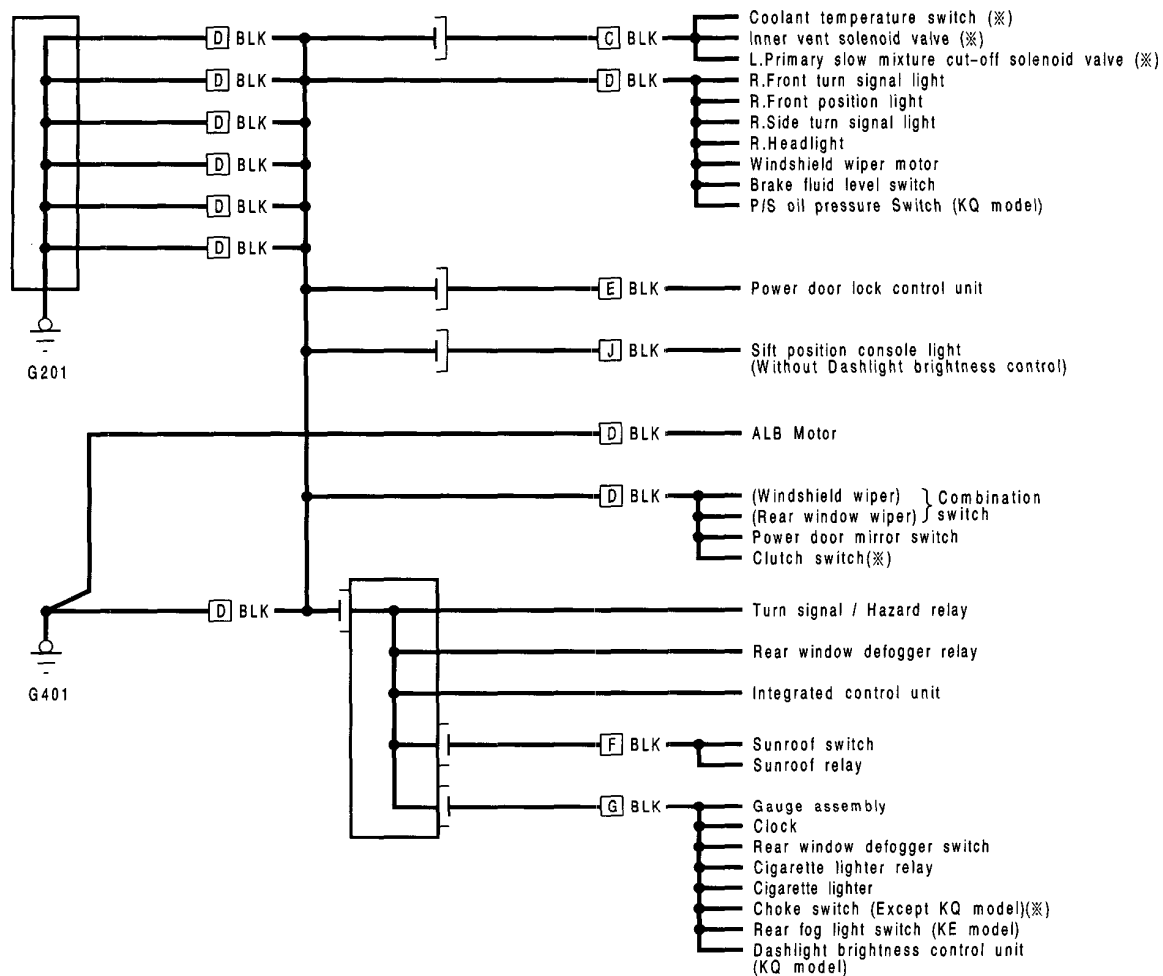 D BLK C BLK Coolant temperature switch (※)
Inner vent solenoid valve (※)
L.Primary slow mixture cut-off solenoid valve (※)
D BLK D BLK R.Front turn signal light
R.Front position light
D BLK R.Side turn signal light
R.Headlight
D BLK Windshield wiper motor
Brake fluid level switch
D BLK P/S oil pressure Switch (KQ model)
D BLK
E BLK Power door lock control unit
J BLK Sift position console light
(Without Dashlight brightness control)
G201
D BLK ALB Motor
D BLK (Windshield wiper) } Combination
(Rear window wiper) switch
Power door mirror switch
Clutch switch(※)
D BLK Turn signal / Hazard relay
Rear window defogger relay
G401
Integrated control unit
F BLK Sunroof switch
Sunroof relay
G BLK Gauge assembly
Clock
Rear window defogger switch
Cigarette lighter relay
Cigarette lighter
Choke switch (Except KQ model)(※)
Rear fog light switch (KE model)
Dashlight brightness control unit
(KQ model)